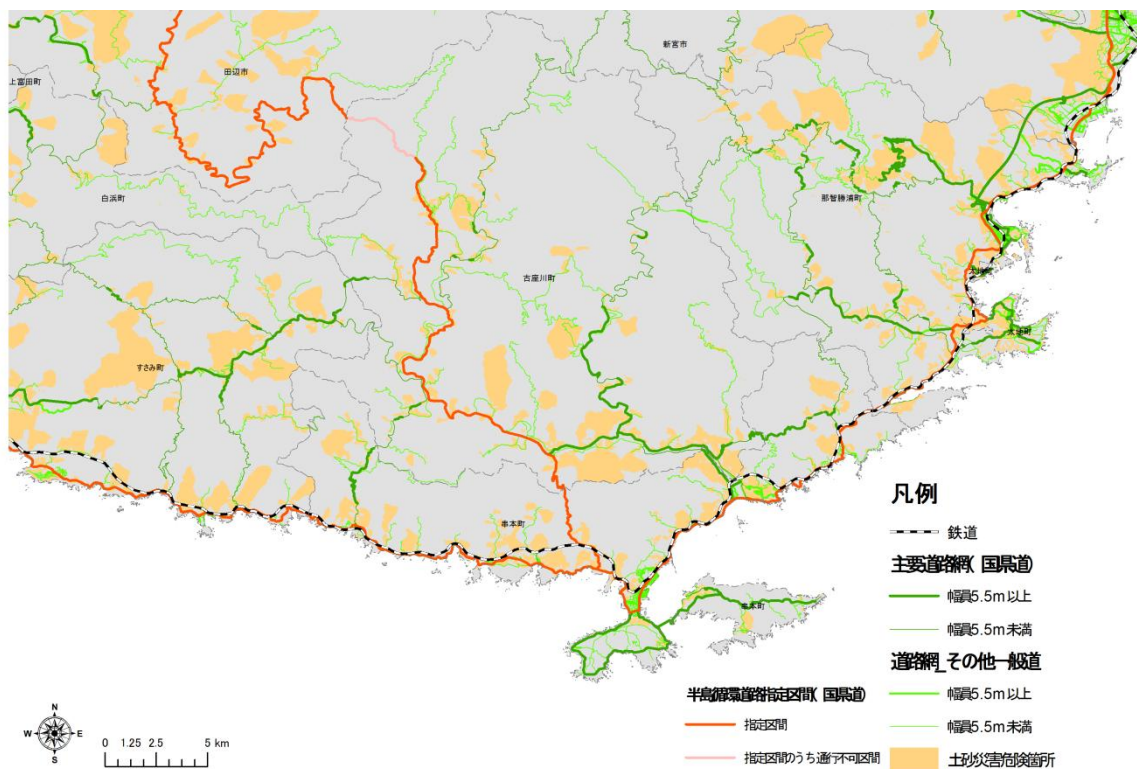 新宮市
田辺市
上富田町
白浜町
那智勝浦町
古座川町
太地町
太地町
すさみ町
串本町
串本町
凡例
鉄道
主要道路網(国県道)
幅員5.5m以上
幅員5.5m未満
道路網_その他一般道
幅員5.5m以上
幅員5.5m未満
土砂災害危険箇所
半島循環道路指定区間(国県道)
指定区間
指定区間のうち通行不可区間
N
W
E
S
0 1.25 2.5 5 km